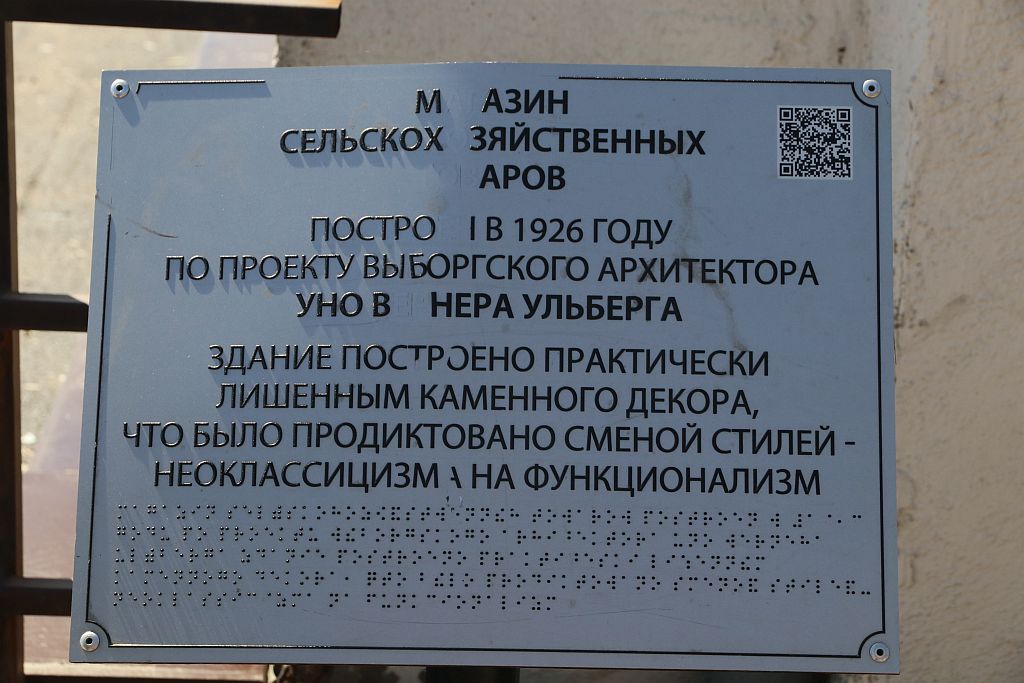 М АЗИН
СЕЛЬСКОХ ЗЯЙСТВЕННЫХ
АРОВ
ПОСТРО В 1926 ГОДУ
ПО ПРОЕКТУ ВЫБОРГСКОГО АРХИТЕКТОРА
УНО В НЕРА УЛЬБЕРГА
ЗДАНИЕ ПОСТРОЕНО ПРАКТИЧЕСКИ
ЛИШЕННЫМ КАМЕННОГО ДЕКОРА,
ЧТО БЫЛО ПРОДИКТОВАНО СМЕНОЙ СТИЛЕЙ -
НЕОКЛАССИЦИЗМА НА ФУНКЦИОНАЛИЗМ